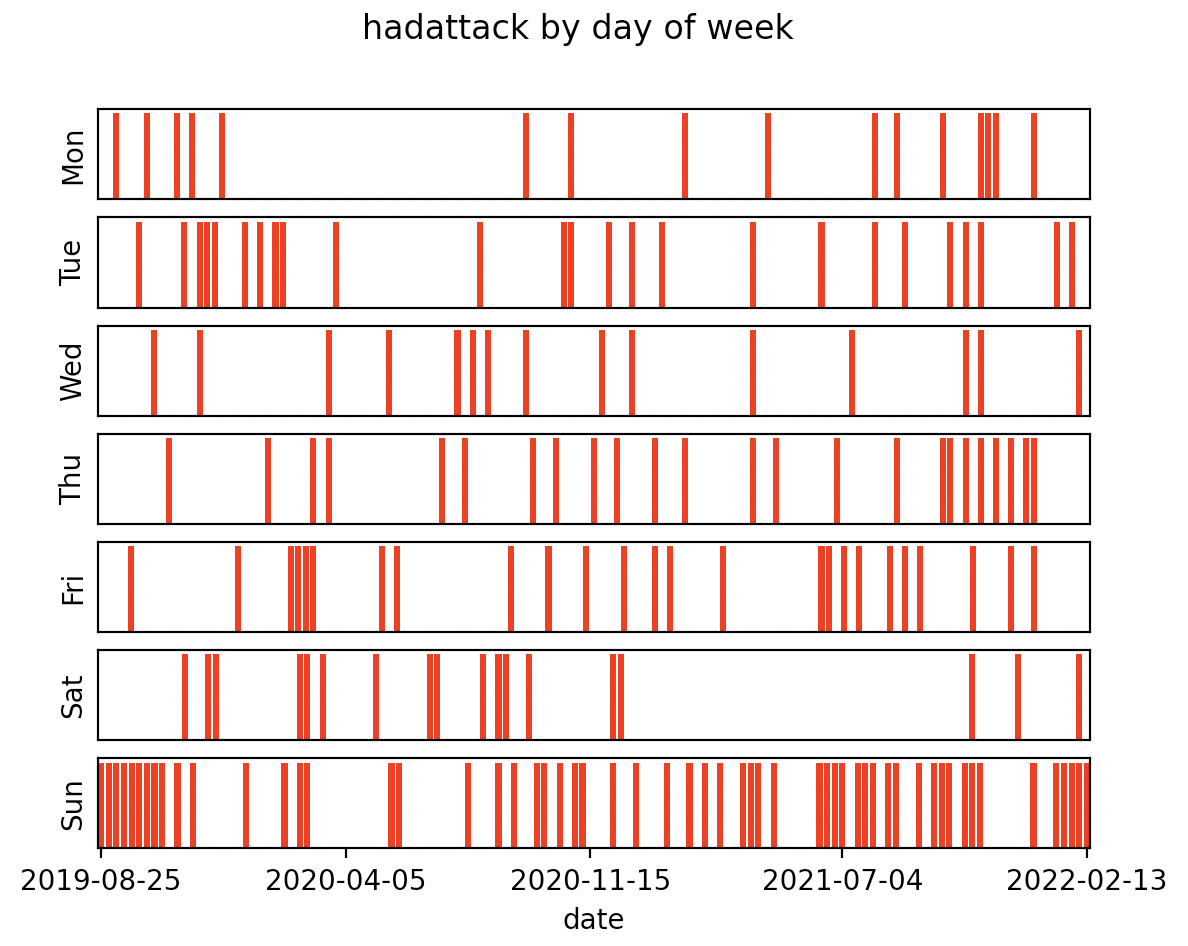 hadattack by day of week
Mon
Tue
Wed
Thu
Fri
Sat
Sun
2019-08-25 2020-04-05 2020-11-15 2021-07-04 2022-02-13
date